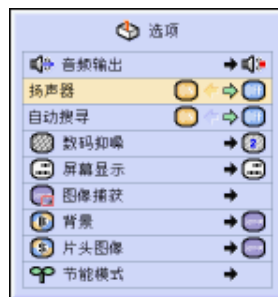 选项
音频输出
扬声器
自动搜寻
数码抑噪 2
屏幕显示
图像捕获
B 背景
S 片头图像
节能模式